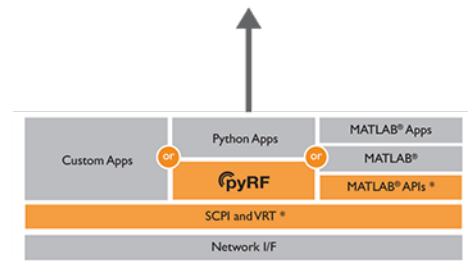 Custom Apps
or
Python Apps
pyRF
or
MATLAB® Apps
MATLAB®
MATLAB® APIs *
SCPI and VRT *
Network I/F